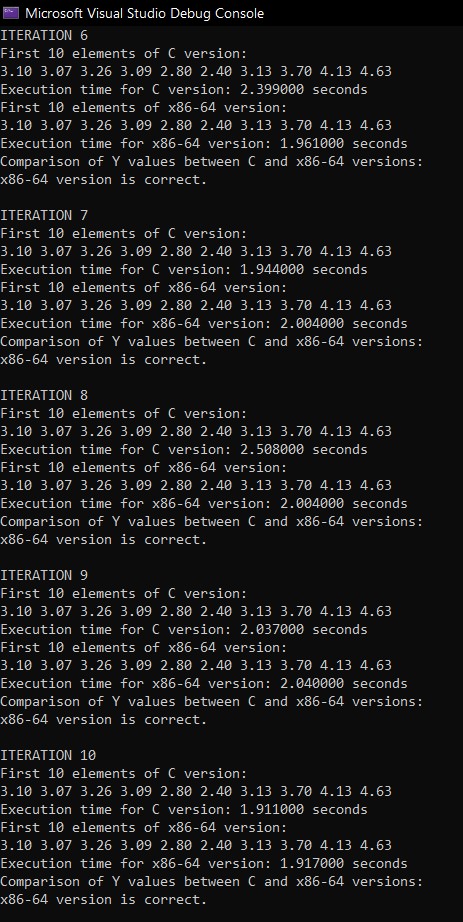 Microsoft Visual Studio Debug Console
ITERATION 6
First 10 elements of C version:
3.10 3.07 3.26 3.09 2.80 2.40 3.13 3.70 4.13 4.63
Execution time for C version: 2.399000 seconds
First 10 elements of x86-64 version:
3.10 3.07 3.26 3.09 2.80 2.40 3.13 3.70 4.13 4.63
Execution time for x86-64 version: 1.961000 seconds
Comparison of Y values between C and x86-64 versions:
x86-64 version is correct.
ITERATION 7
First 10 elements of C version:
3.10 3.07 3.26 3.09 2.80 2.40 3.13 3.70 4.13 4.63
Execution time for C version: 1.944000 seconds
First 10 elements of x86-64 version:
3.10 3.07 3.26 3.09 2.80 2.40 3.13 3.70 4.13 4.63
Execution time for x86-64 version: 2.004000 seconds
Comparison of Y values between C and x86-64 versions:
x86-64 version is correct.
ITERATION 8
First 10 elements of C version:
3.10 3.07 3.26 3.09 2.80 2.40 3.13 3.70 4.13 4.63
Execution time for C version: 2.508000 seconds
First 10 elements of x86-64 version:
3.10 3.07 3.26 3.09 2.80 2.40 3.13 3.70 4.13 4.63
Execution time for x86-64 version: 2.004000 seconds
Comparison of Y values between C and x86-64 versions:
x86-64 version is correct.
ITERATION 9
First 10 elements of C version:
3.10 3.07 3.26 3.09 2.80 2.40 3.13 3.70 4.13 4.63
Execution time for C version: 2.037000 seconds
First 10 elements of x86-64 version:
3.10 3.07 3.26 3.09 2.80 2.40 3.13 3.70 4.13 4.63
Execution time for x86-64 version: 2.040000 seconds
Comparison of Y values between C and x86-64 versions:
x86-64 version is correct.
ITERATION 10
First 10 elements of C version:
3.10 3.07 3.26 3.09 2.80 2.40 3.13 3.70 4.13 4.63
Execution time for C version: 1.911000 seconds
First 10 elements of x86-64 version:
3.10 3.07 3.26 3.09 2.80 2.40 3.13 3.70 4.13 4.63
Execution time for x86-64 version: 1.917000 seconds
Comparison of Y values between C and x86-64 versions:
x86-64 version is correct.